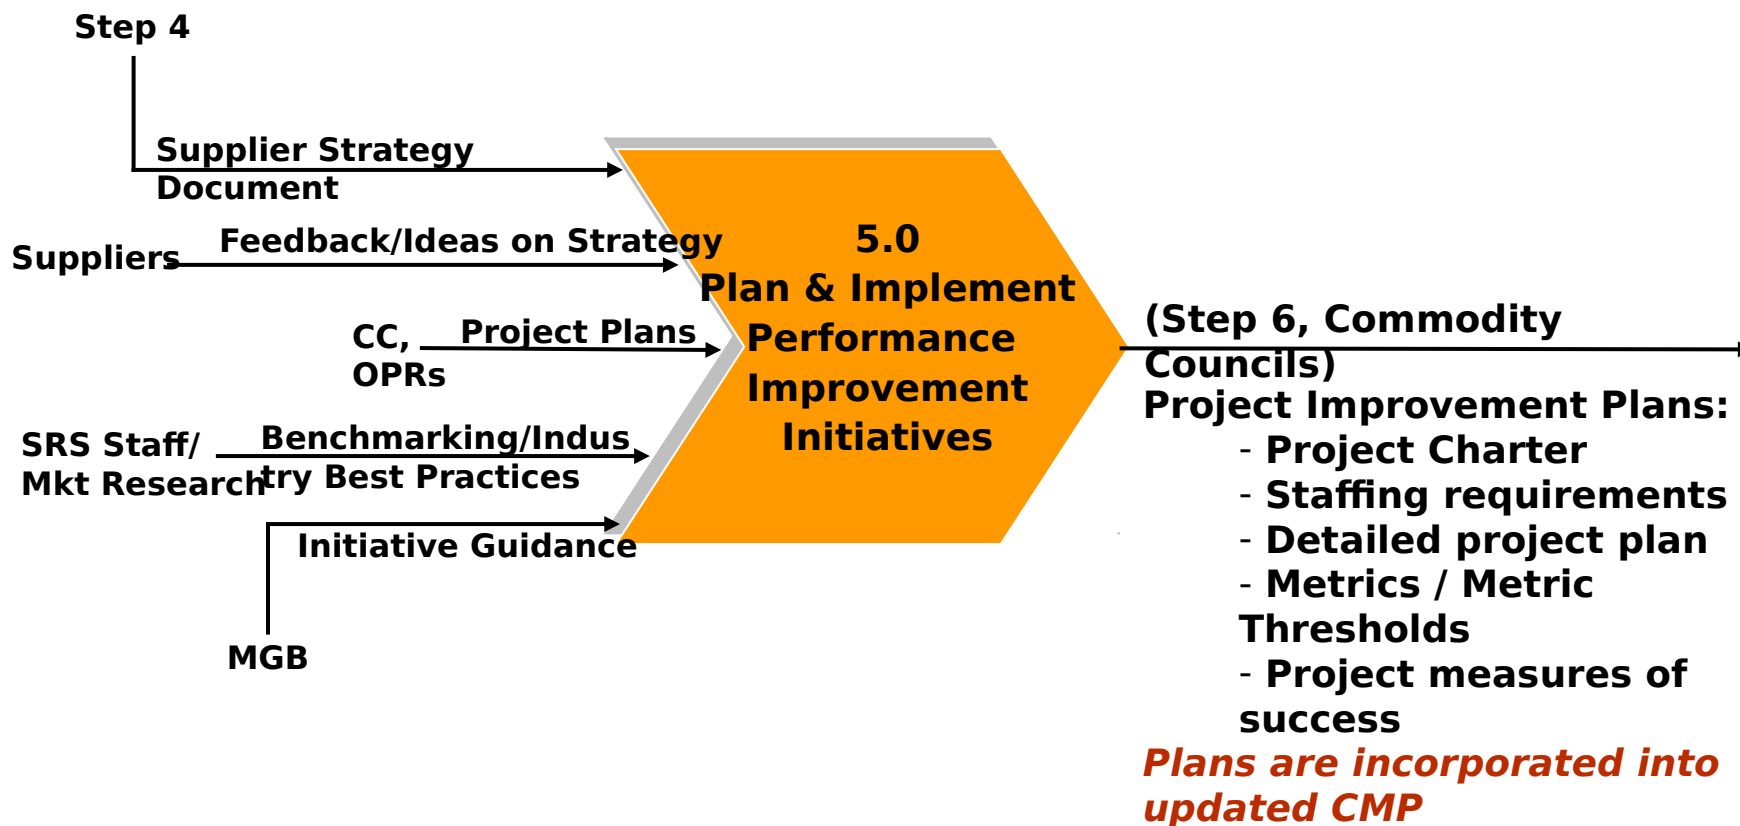 Step 4
Supplier Strategy
Document
Suppliers
Feedback/Ideas on Strategy
CC,
OPRs
Project Plans
SRS Staff/
Mkt Research
Benchmarking/Indus
try Best Practices
Initiative Guidance
MGB
5.0
Plan & Implement
Performance
Improvement
Initiatives
(Step 6, Commodity
Councils)
Project Improvement Plans:
- Project Charter
- Staffing requirements
- Detailed project plan
- Metrics / Metric
Thresholds
- Project measures of
success
Plans are incorporated into
updated CMP